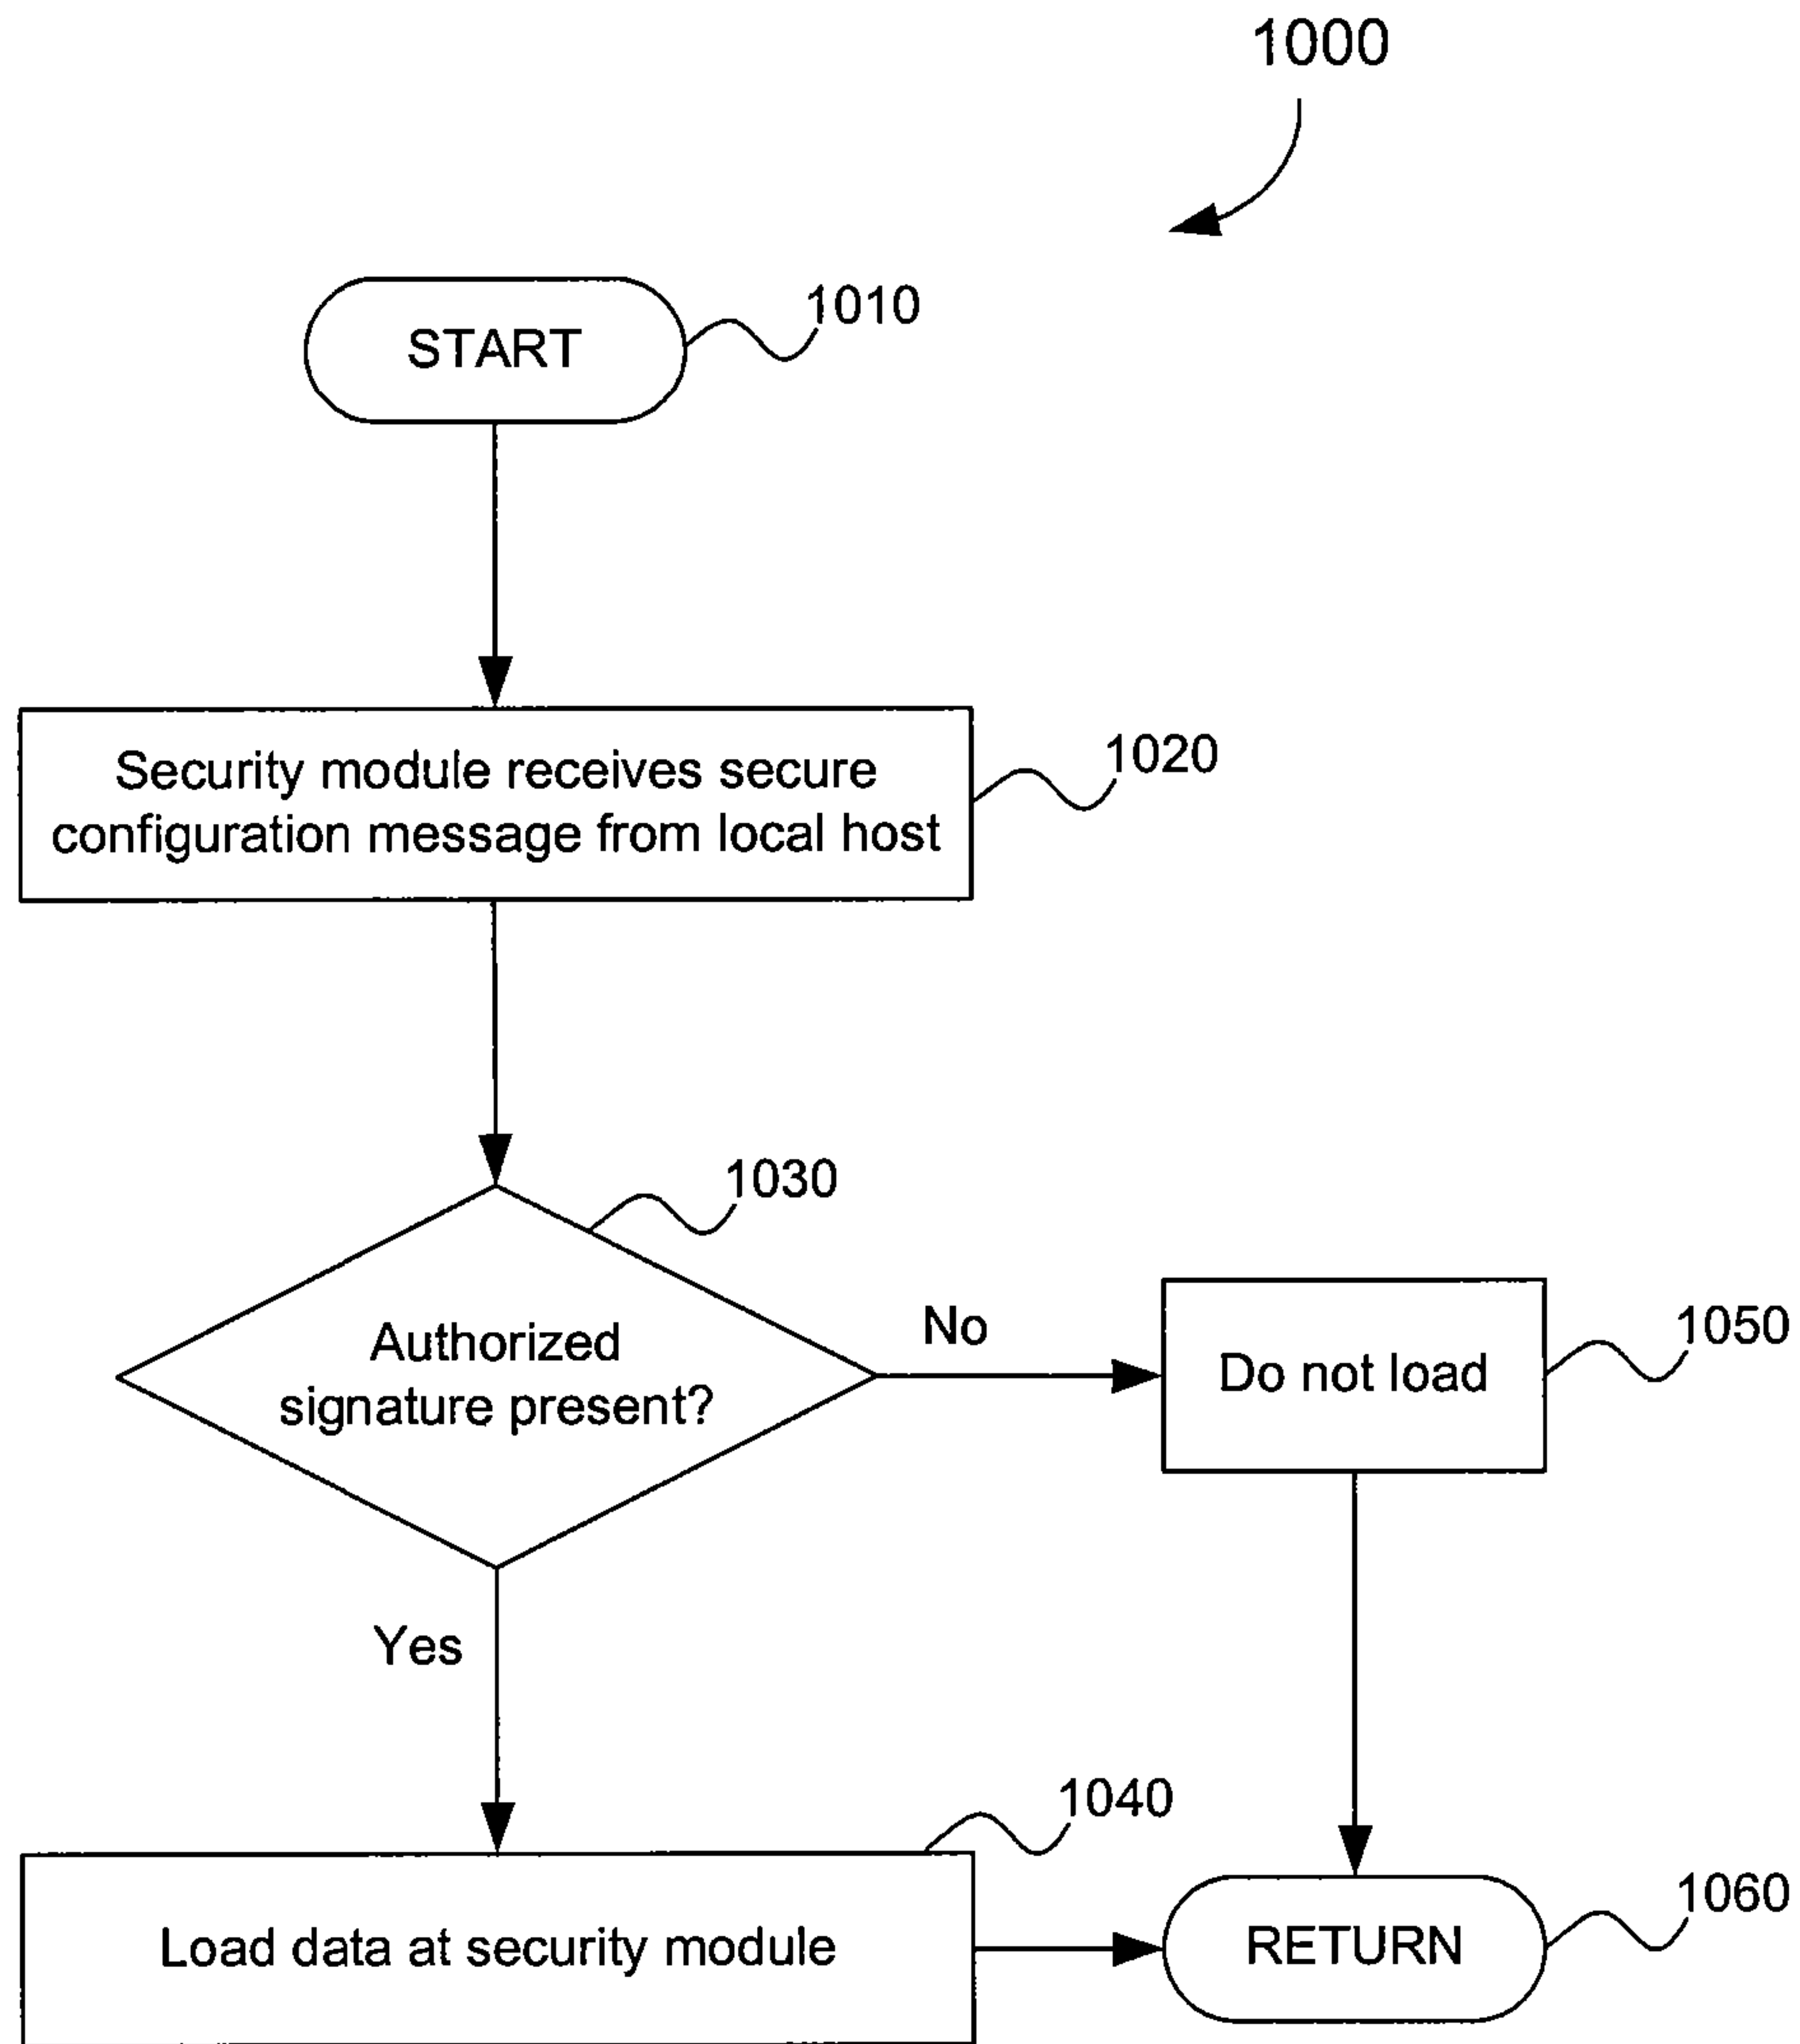 1000
START
1010
Security module receives secure
configuration message from local host
1020
1030
Authorized
signature present?
No
Do not load
1050
Yes
1040
Load data at security module
RETURN
1060